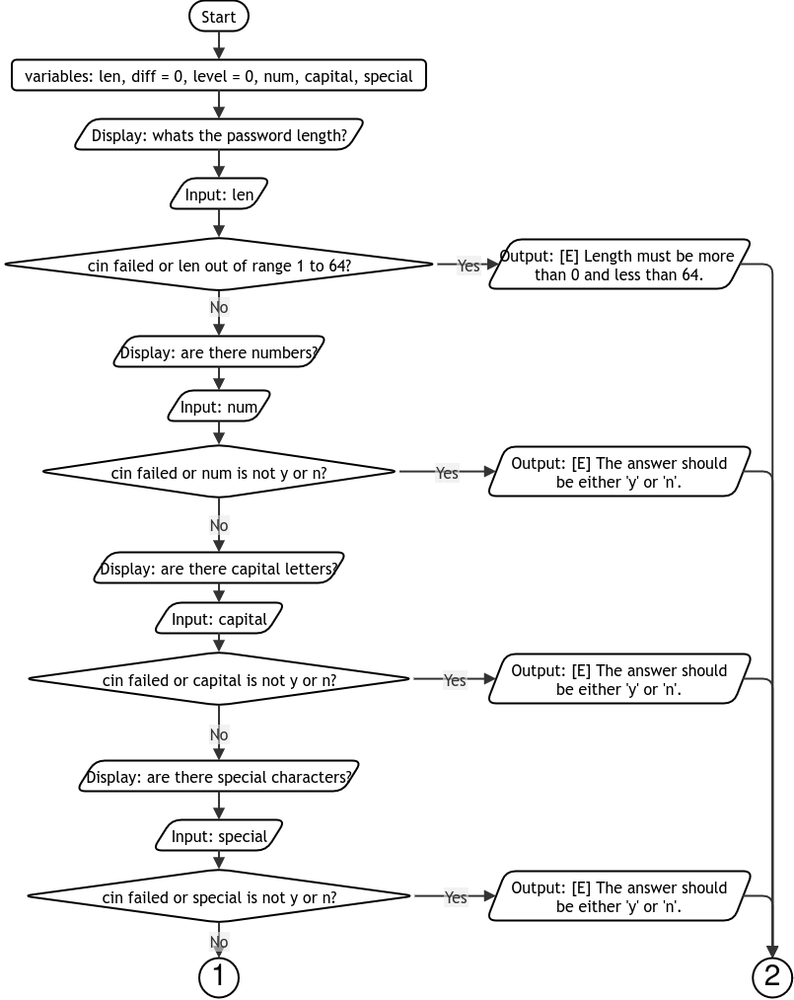 Start
variables: len, diff = 0, level = 0, num, capital, special
Display: whats the password length?
Input: len
cin failed or len out of range 1 to 64?
Yes
Output: [E] Length must be more
than 0 and less than 64.
No
Display: are there numbers?
Input: num
cin failed or num is not y or n?
Yes
Output: [E] The answer should
be either 'y' or 'n'.
No
Display: are there capital letters?
Input: capital
cin failed or capital is not y or n?
Yes
Output: [E] The answer should
be either 'y' or 'n'.
No
Display: are there special characters?
Input: special
cin failed or special is not y or n?
Yes
Output: [E] The answer should
be either 'y' or 'n'.
No
1
2